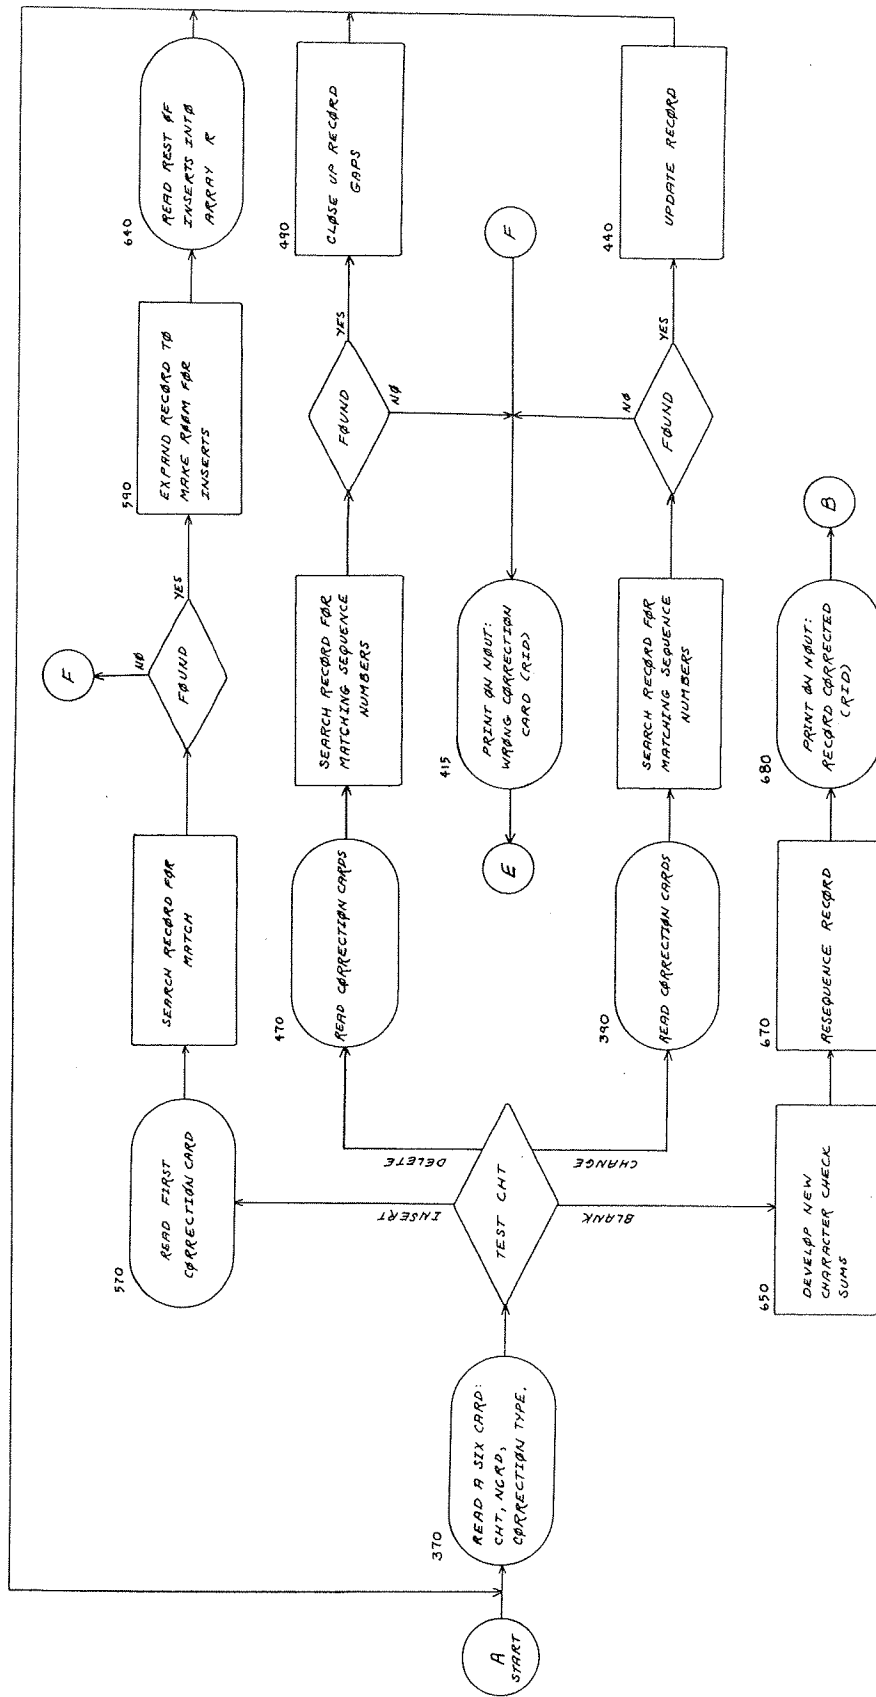 A
START
370
READ A SIX CARD:
CHT, NCRD,
CØRRECTIØN TYPE.
TEST CHT
INSERT
DELETE
CHANGE
BLANK
570
READ FIRST
CØRRECTIØN CARD
SEARCH RECØRD FØR
MATCH
FØUND
NØ
F
YES
590
EXPAND RECØRD TØ
MAKE RØØM FØR
INSERTS
640
READ REST ØF
INSERTS INTØ
ARRAY R
470
READ CØRRECTIØN CARDS
SEARCH RECØRD FØR
MATCHING SEQUENCE
NUMBERS
FØUND
YES
NØ
490
CLØSE UP RECØRD
GAPS
F
415
PRINT ØN NØUT:
WRØNG CØRRECTIØN
CARD (RID)
E
390
READ CØRRECTIØN CARDS
SEARCH RECØRD FØR
MATCHING SEQUENCE
NUMBERS
FØUND
NØ
YES
440
UPDATE RECØRD
650
DEVELØP NEW
CHARACTER CHECK
SUMS
670
RESEQUENCE RECØRD
680
PRINT ØN NØUT:
RECØRD CØRRECTED
(RID)
B